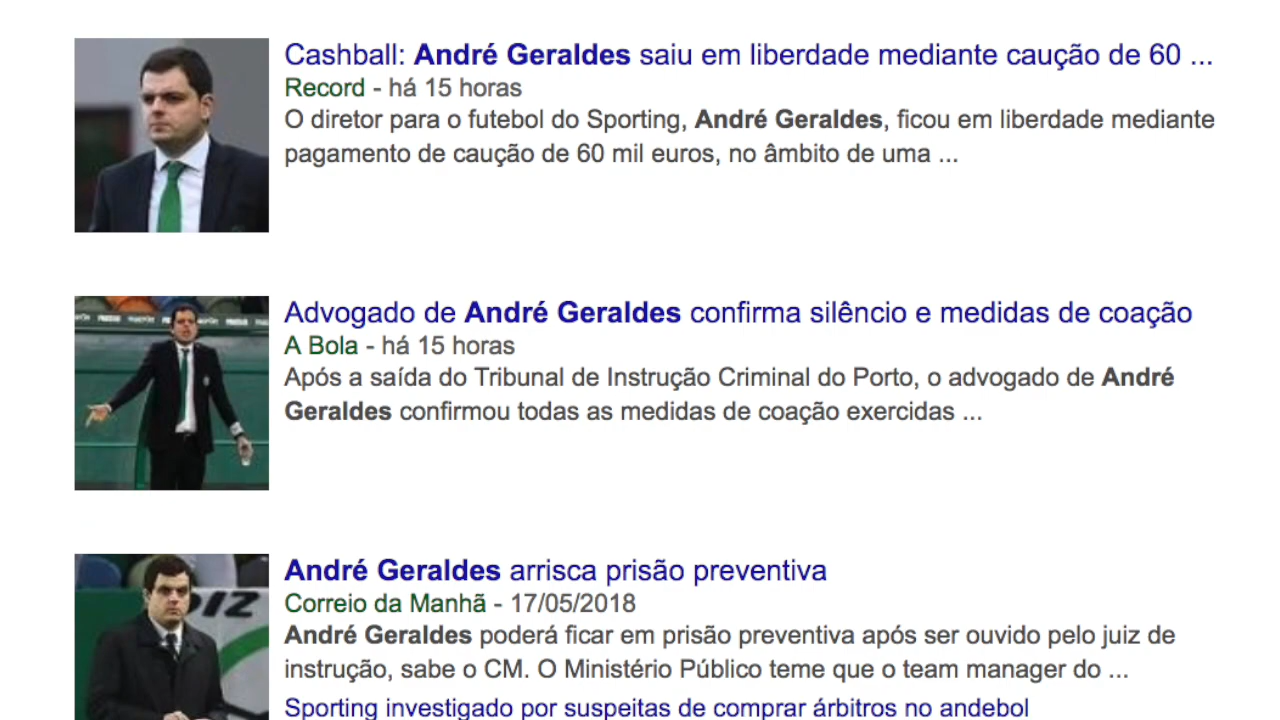 Cashball: André Geraldes saiu em liberdade mediante caução de 60 ...
Record - há 15 horas
O diretor para o futebol do Sporting, André Geraldes, ficou em liberdade mediante
pagamento de caução de 60 mil euros, no âmbito de uma ...
Advogado de André Geraldes confirma silêncio e medidas de coação
A Bola - há 15 horas
Após a saída do Tribunal de Instrução Criminal do Porto, o advogado de André
Geraldes confirmou todas as medidas de coação exercidas ...
André Geraldes arrisca prisão preventiva
Correio da Manhã - 17/05/2018
André Geraldes poderá ficar em prisão preventiva após ser ouvido pelo juiz de
instrução, sabe o CM. O Ministério Público teme que o team manager do ...
Sporting investigado por suspeitas de comprar árbitros no andebol